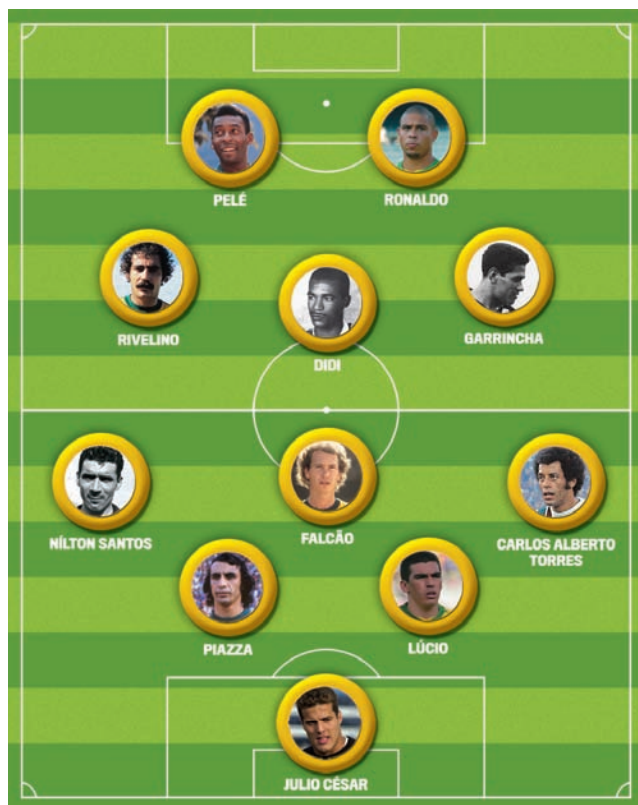 PELÉ
RONALDO
RIVELINO
DIDI
GARRINCHA
NÍLTON SANTOS
FALCÃO
CARLOS ALBERTO
TORRES
PIAZZA
LÚCIO
JULIO CÉSAR